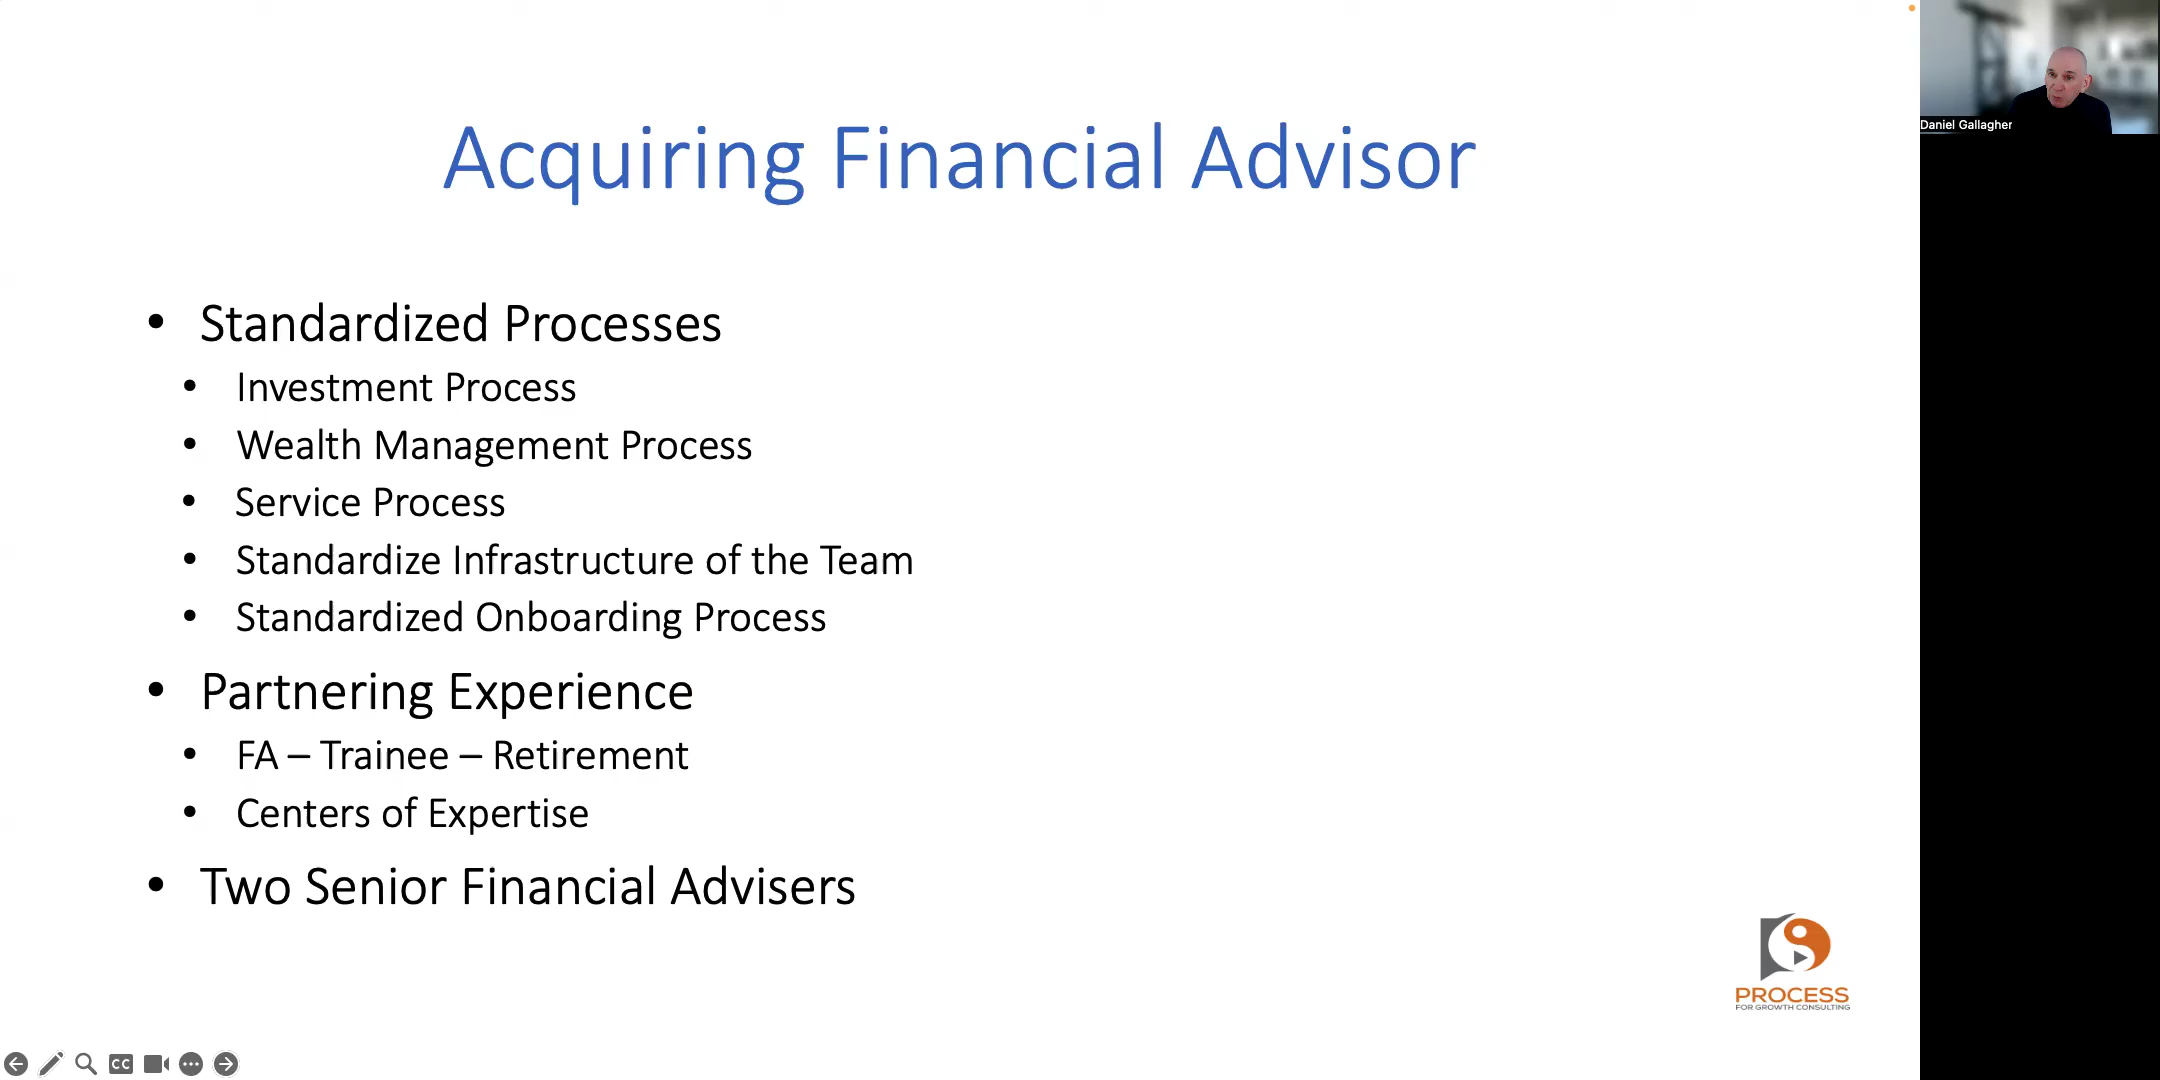 Acquiring Financial Advisor
Daniel Gallagher
• Standardized Processes
• Investment Process
• Wealth Management Process
• Service Process
• Standardize Infrastructure of the Team
• Standardized Onboarding Process
• Partnering Experience
• FA – Trainee – Retirement
• Centers of Expertise
• Two Senior Financial Advisers
PROCESS
FOR GROWTH CONSULTING
CC